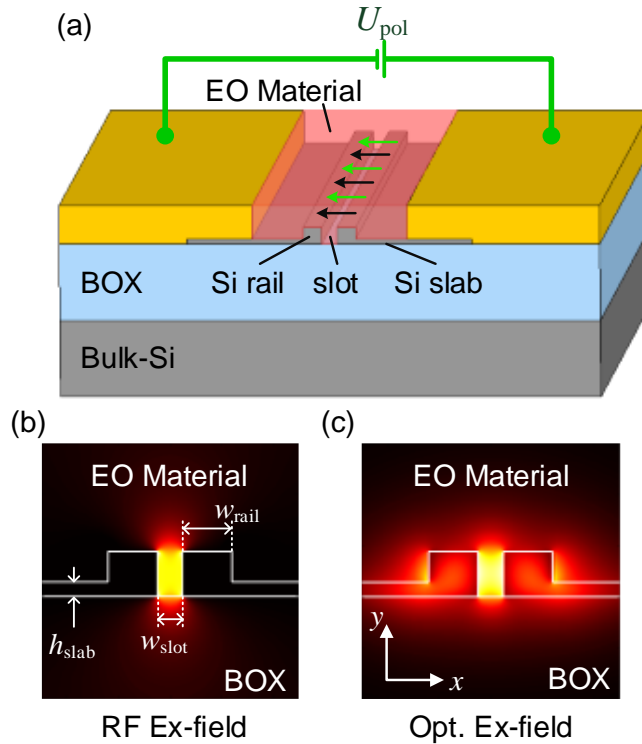 (a)
U_pol
EO Material
Si rail
slot
Si slab
BOX
Bulk-Si
(b)
(c)
EO Material
w_rail
h_slab
w_slot
BOX
RF Ex-field
EO Material
y
x
BOX
Opt. Ex-field